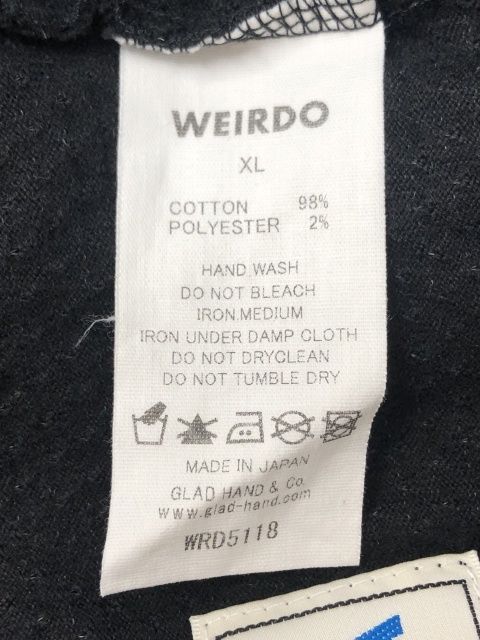 WEIRDO
XL
COTTON 98%
POLYESTER 2%
HAND WASH
DO NOT BLEACH
IRON.MEDIUM
IRON UNDER DAMP CLOTH
DO NOT DRYCLEAN
DO NOT TUMBLE DRY
MADE IN JAPAN
GLAD HAND & Co.
www.glad-hand.com
WRD5118